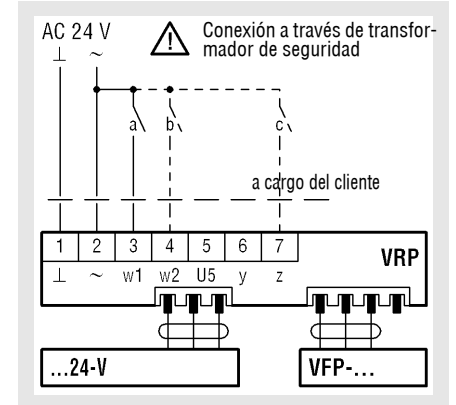 AC 24 V
Conexión a través de transfor-
mador de seguridad
⊥ ~
a b c
a cargo del cliente
1 2 3 4 5 6 7
VRP
⊥ ~ w1 w2 U5 y z
...24-V
VFP-...